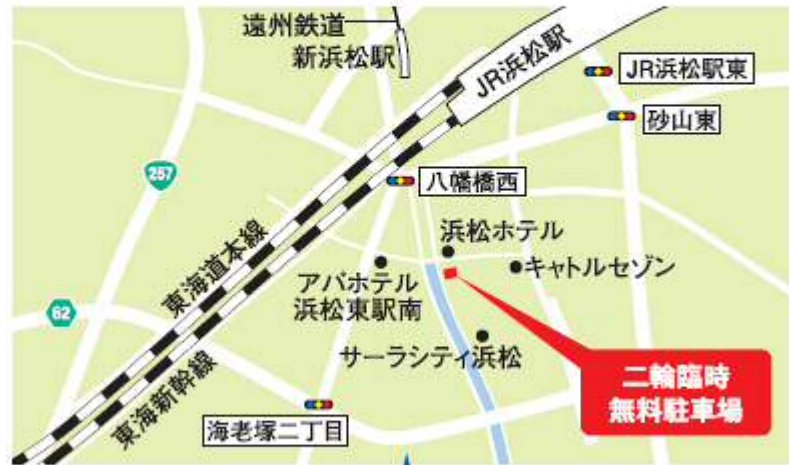 遠州鉄道
新浜松駅
JR浜松駅
JR浜松駅東
砂山東
257
八幡橋西
東海道本線
浜松ホテル
キャトルセゾン
アパホテル
浜松東駅南
62
サーラシティ浜松
東海新幹線
二輪臨時
無料駐車場
海老塚二丁目